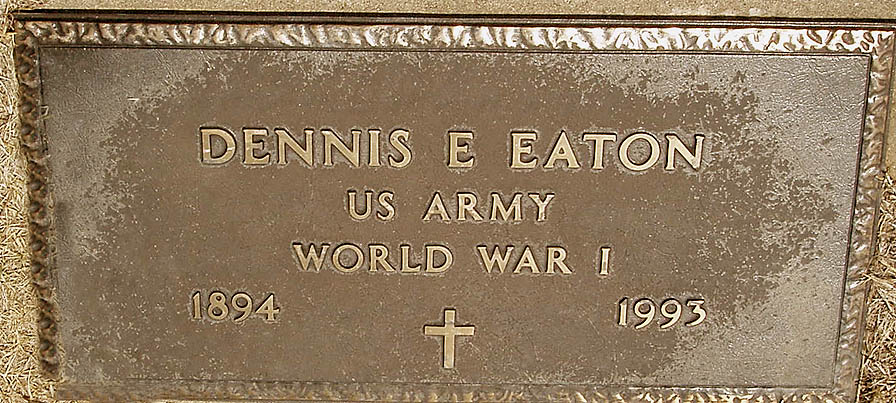 DENNIS E EATON
US ARMY
WORLD WAR I
1894 1993